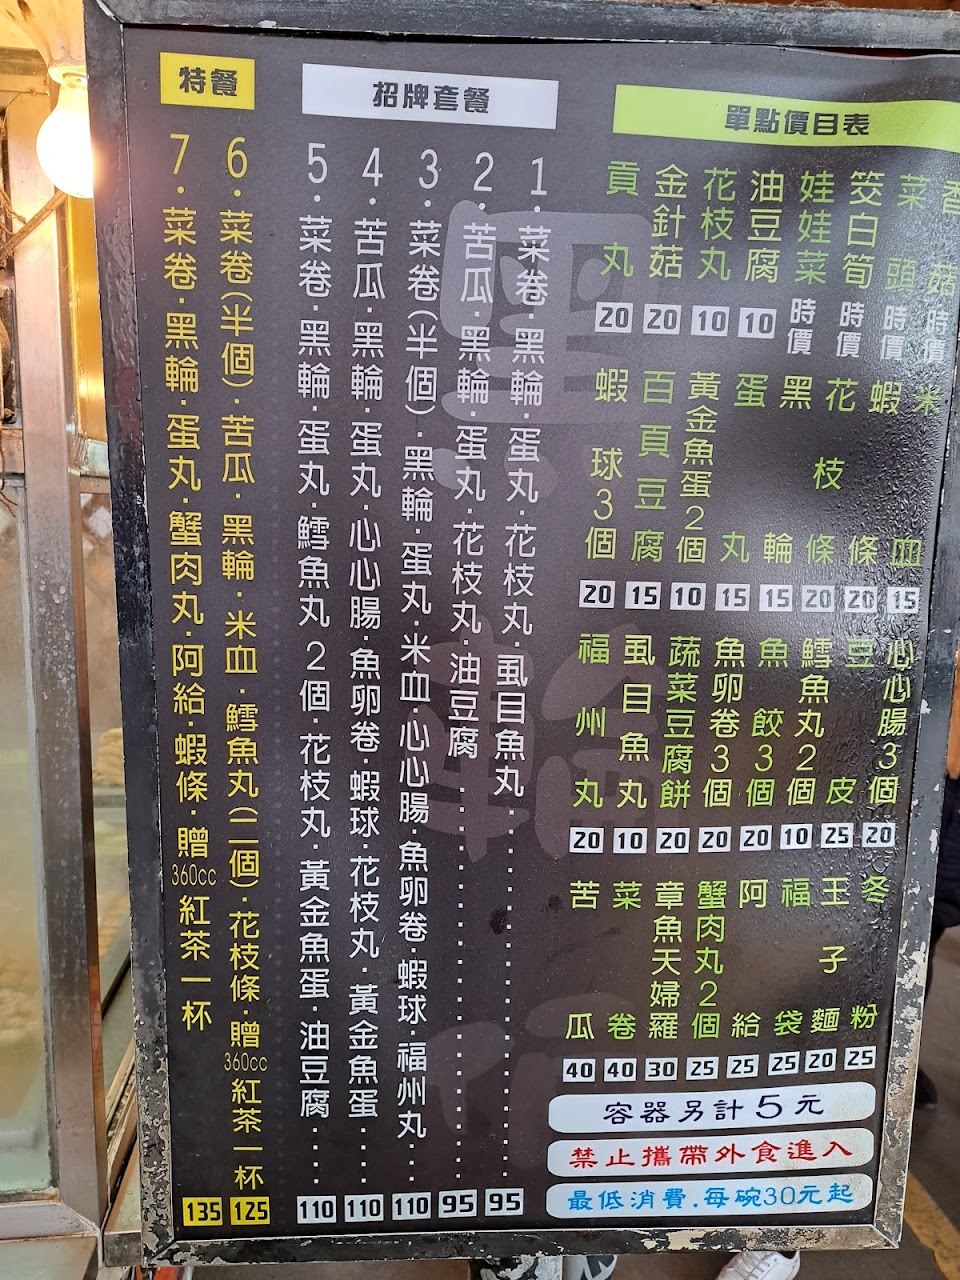 單點價目表
香菇 時價
菜頭 時價
筊白筍 時價
娃娃菜 時價
油豆腐 10
花枝丸 10
金針菇 20
貢丸 20
米血 15
蝦條 20
花枝條 20
黑輪 15
蛋丸 15
黃金魚蛋2個 10
百頁豆腐 15
蝦球3個 20
心心腸3個 20
豆皮 25
鱈魚丸2個 10
魚餃3個 20
魚卵卷3個 20
蔬菜豆腐餅 20
虱目魚丸 10
福州丸 20
冬粉 25
王子麵 20
福袋 25
阿給 25
蟹肉丸2個 25
章魚天婦羅 30
菜卷 40
苦瓜 40
容器另計5元
禁止攜帶外食進入
最低消費.每碗30元起
招牌套餐
1.菜卷.黑輪.蛋丸.花枝丸.虱目魚丸......95
2.苦瓜.黑輪.蛋丸.花枝丸.油豆腐......95
3.菜卷(半個).黑輪.蛋丸.米血.心心腸.魚卵卷.蝦球.福州丸...110
4.苦瓜.黑輪.蛋丸.心心腸.魚卵卷.蝦球.花枝丸.黃金魚蛋...110
5.菜卷.黑輪.蛋丸.鱈魚丸2個.花枝丸.黃金魚蛋.油豆腐...110
特餐
6.菜卷(半個).苦瓜.黑輪.米血.鱈魚丸(二個).花枝條.贈360cc紅茶一杯 125
7.菜卷.黑輪.蛋丸.蟹肉丸.阿給.蝦條.贈360cc紅茶一杯 135